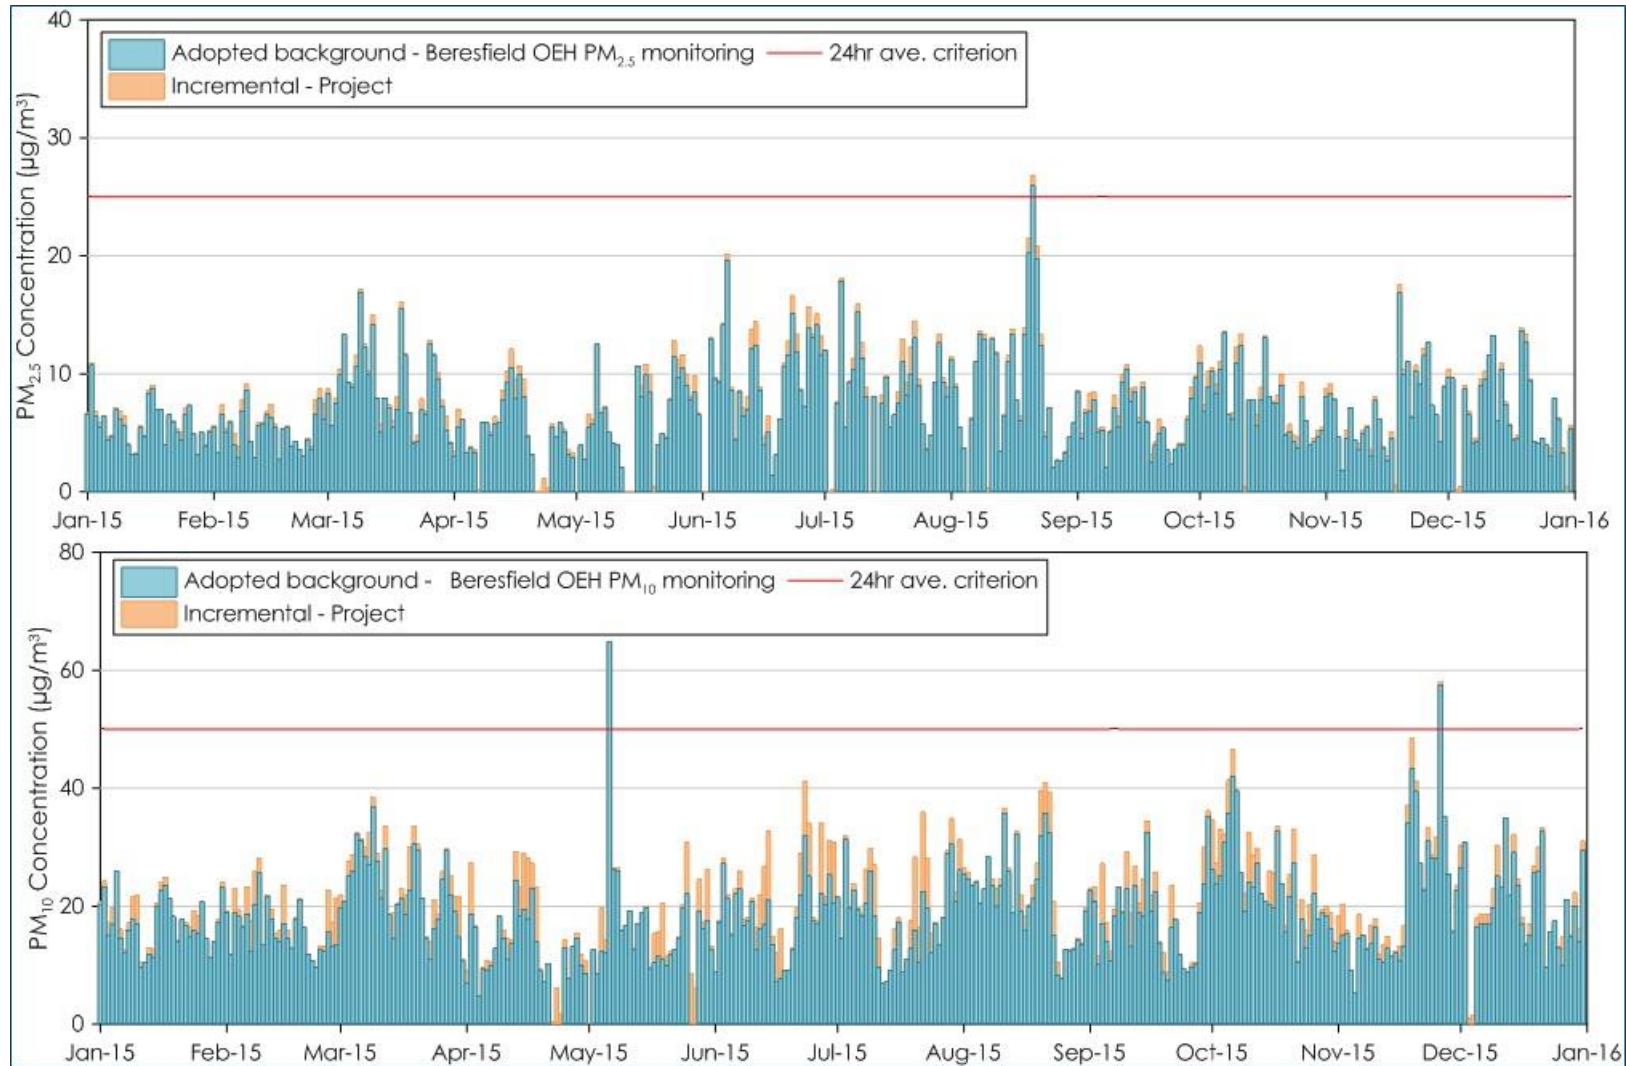 40
Adopted background - Beresfield OEH PM2.5 monitoring 24hr ave. criterion
Incremental - Project
30
20
10
0
PM2.5 Concentration (µg/m³)
Jan-15 Feb-15 Mar-15 Apr-15 May-15 Jun-15 Jul-15 Aug-15 Sep-15 Oct-15 Nov-15 Dec-15 Jan-16
80
Adopted background - Beresfield OEH PM10 monitoring 24hr ave. criterion
Incremental - Project
60
40
20
0
PM10 Concentration (µg/m³)
Jan-15 Feb-15 Mar-15 Apr-15 May-15 Jun-15 Jul-15 Aug-15 Sep-15 Oct-15 Nov-15 Dec-15 Jan-16